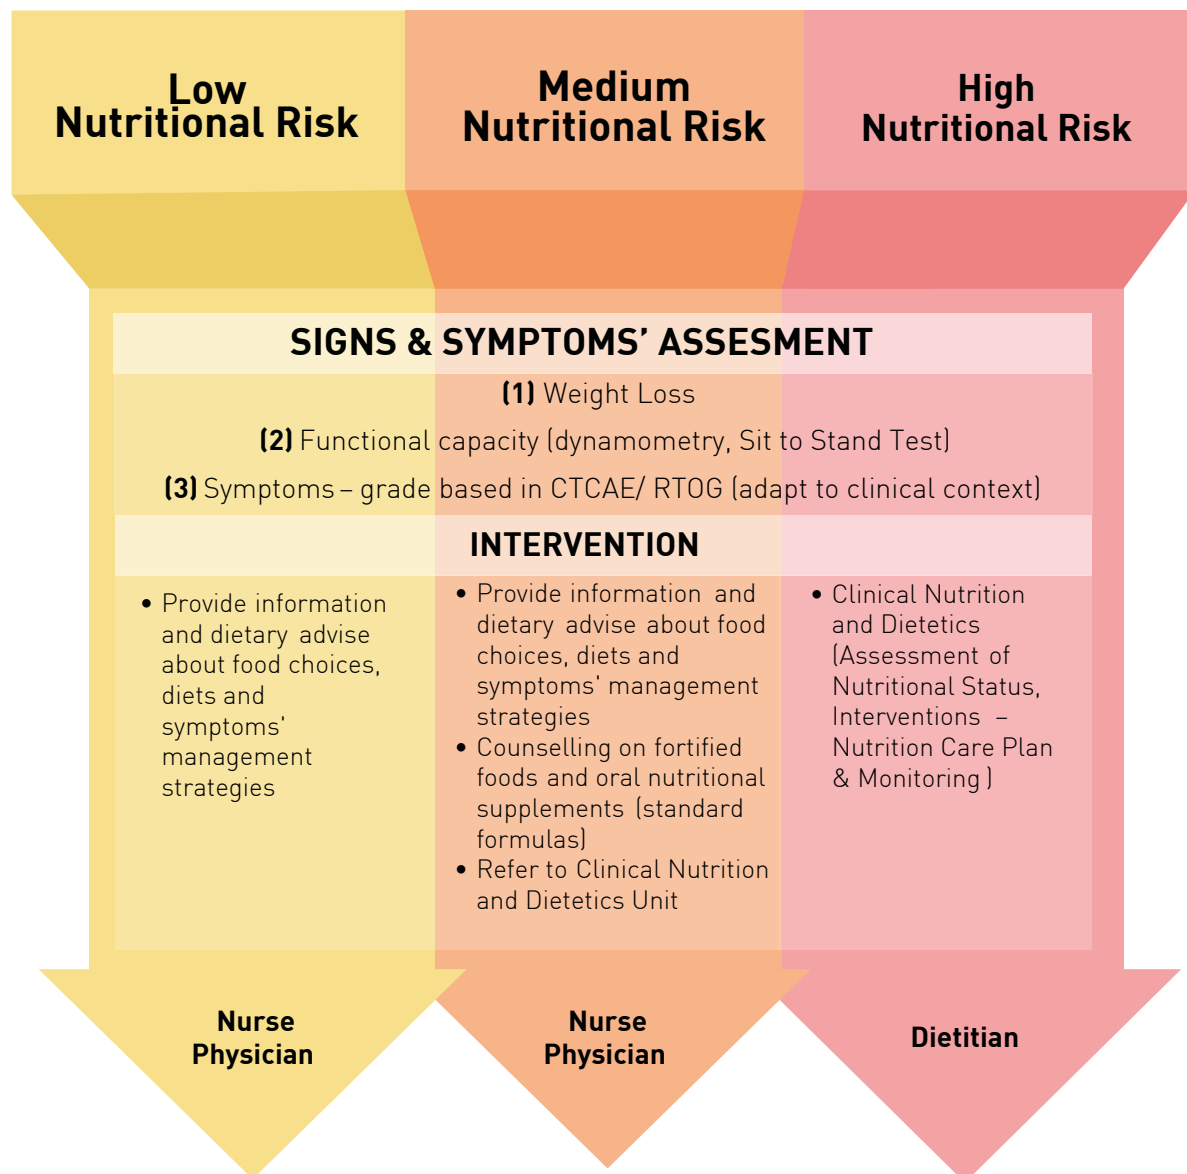 Low
Nutritional Risk
Medium
Nutritional Risk
High
Nutritional Risk
SIGNS & SYMPTOMS’ ASSESMENT
(1) Weight Loss
(2) Functional capacity (dynamometry, Sit to Stand Test)
(3) Symptoms – grade based in CTCAE/ RTOG (adapt to clinical context)
INTERVENTION
• Provide information
and dietary advise
about food choices,
diets and
symptoms'
management
strategies
• Provide information and
dietary advise about food
choices, diets and
symptoms' management
strategies
• Counselling on fortified
foods and oral nutritional
supplements (standard
formulas)
• Refer to Clinical Nutrition
and Dietetics Unit
• Clinical Nutrition
and Dietetics
(Assessment of
Nutritional Status,
Interventions –
Nutrition Care Plan
& Monitoring )
Nurse
Physician
Nurse
Physician
Dietitian